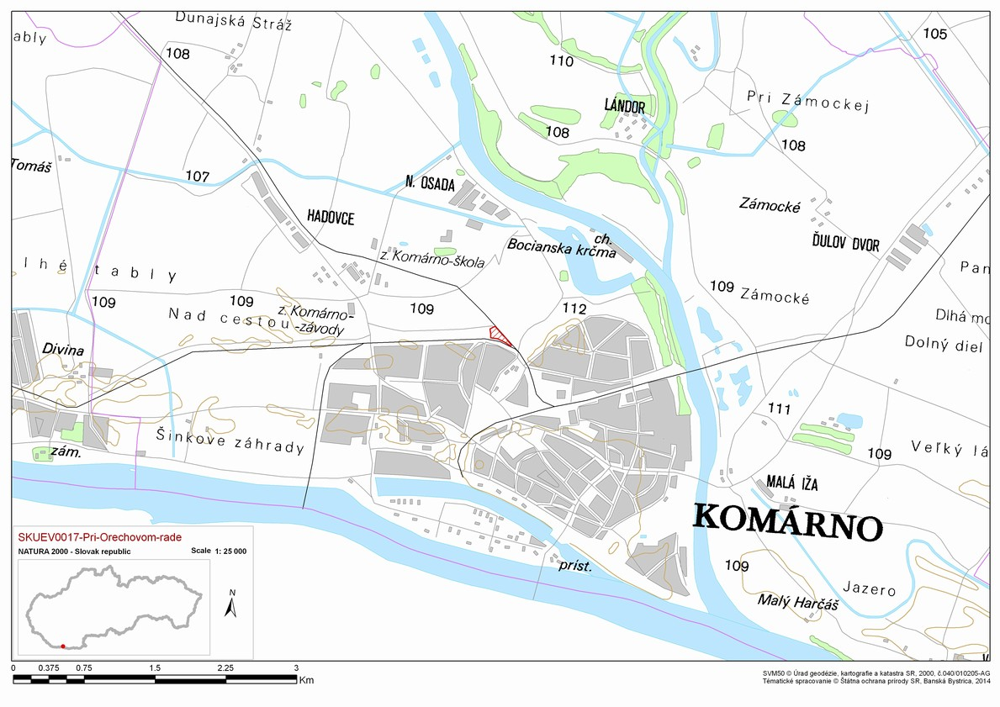 Dunajská Stráž
ably
108
105
110
LÁNDOR
Pri Zámockej
108
108
Tomáš
107
N. OSADA
Zámocké
HADOVCE
ch.
Bocianska krčma
ĎULOV DVOR
z. Komárno-škola
lhé tably
Pan
109
109
109
112
109
Zámocké
z. Komárno-
-závody
Nad cestou
Dlhá mo
Dolný diel
Divina
111
Šinkove záhrady
109
Veľký lá
zám.
MALÁ IŽA
KOMÁRNO
príst.
109
Jazero
Malý Harčáš
SKUEV0017-Pri-Orechovom-rade
NATURA 2000 - Slovak republic
Scale 1: 25 000
N
0 0.375 0.75 1.5 2.25 3
Km
SVM50 © Úrad geodézie, kartografie a katastra SR, 2000, č.040/010205-AG
Tématické spracovanie © Štátna ochrana prírody SR, Banská Bystrica, 2014